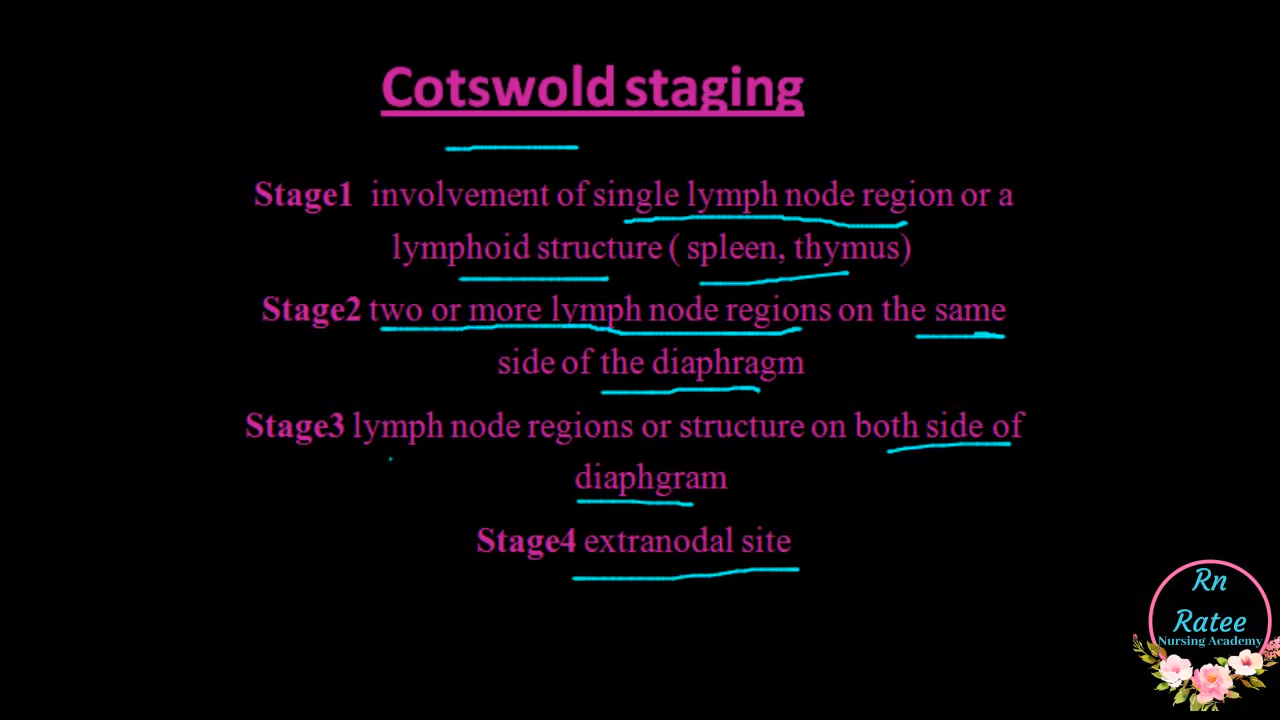 Cotswold staging
Stage1 involvement of single lymph node region or a
lymphoid structure ( spleen, thymus)
Stage2 two or more lymph node regions on the same
side of the diaphragm
Stage3 lymph node regions or structure on both side of
diaphgram
Stage4 extranodal site
Rn
Ratee
Nursing Academy